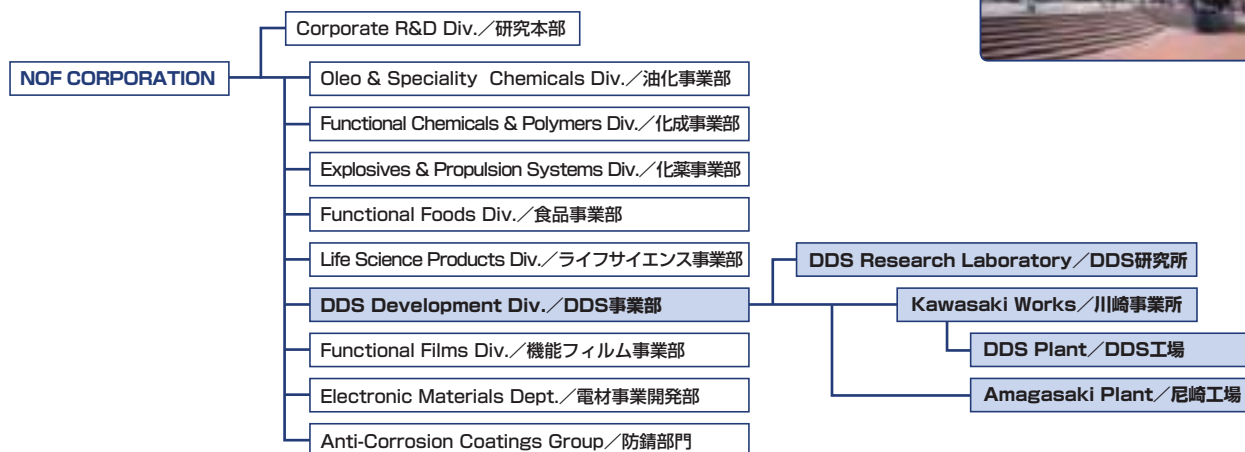 Corporate R&D Div.／研究本部
NOF CORPORATION
Oleo & Speciality Chemicals Div.／油化事業部
Functional Chemicals & Polymers Div.／化成事業部
Explosives & Propulsion Systems Div.／化薬事業部
Functional Foods Div.／食品事業部
Life Science Products Div.／ライフサイエンス事業部
DDS Research Laboratory／DDS研究所
DDS Development Div.／DDS事業部
Kawasaki Works／川崎事業所
Functional Films Div.／機能フィルム事業部
DDS Plant／DDS工場
Electronic Materials Dept.／電材事業開発部
Amagasaki Plant／尼崎工場
Anti-Corrosion Coatings Group／防錆部門